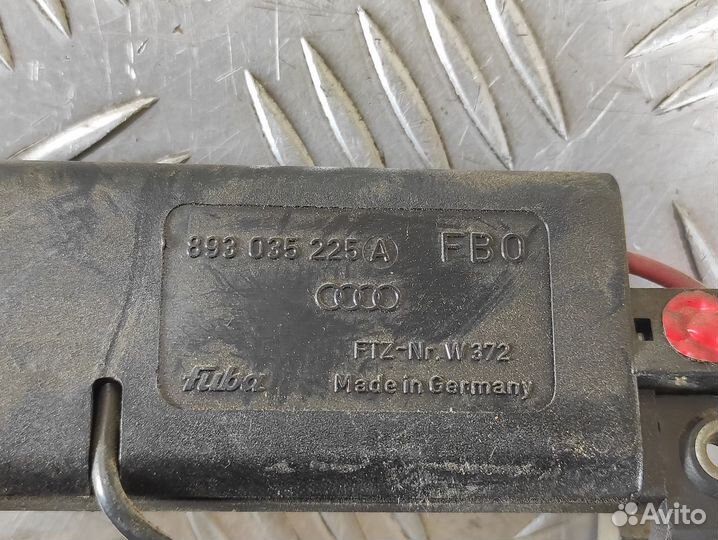 893 035 225 A FBO
FTZ-Nr. W 372
fuba Made in Germany
Avito